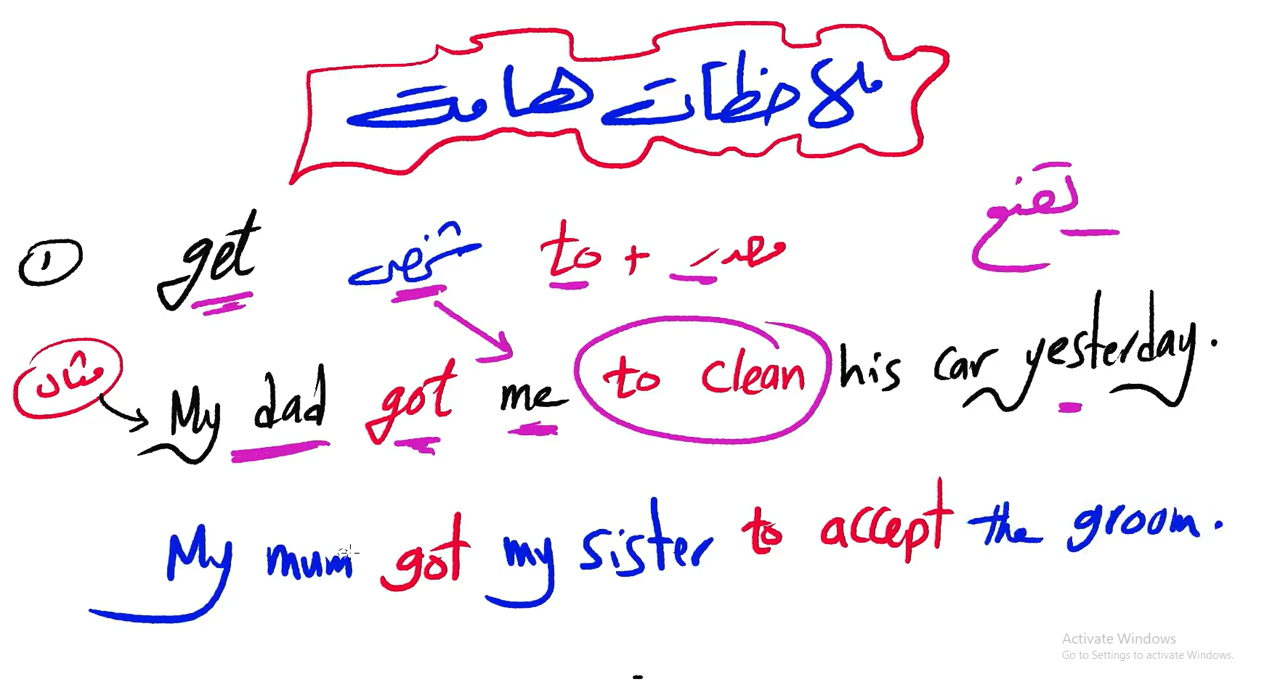 ملاحظات هامة
يقنع
① get شخص to + مصدر
مثال My dad got me to clean his car yesterday.
My mum got my sister to accept the groom.
Activate Windows
Go to Settings to activate Windows.